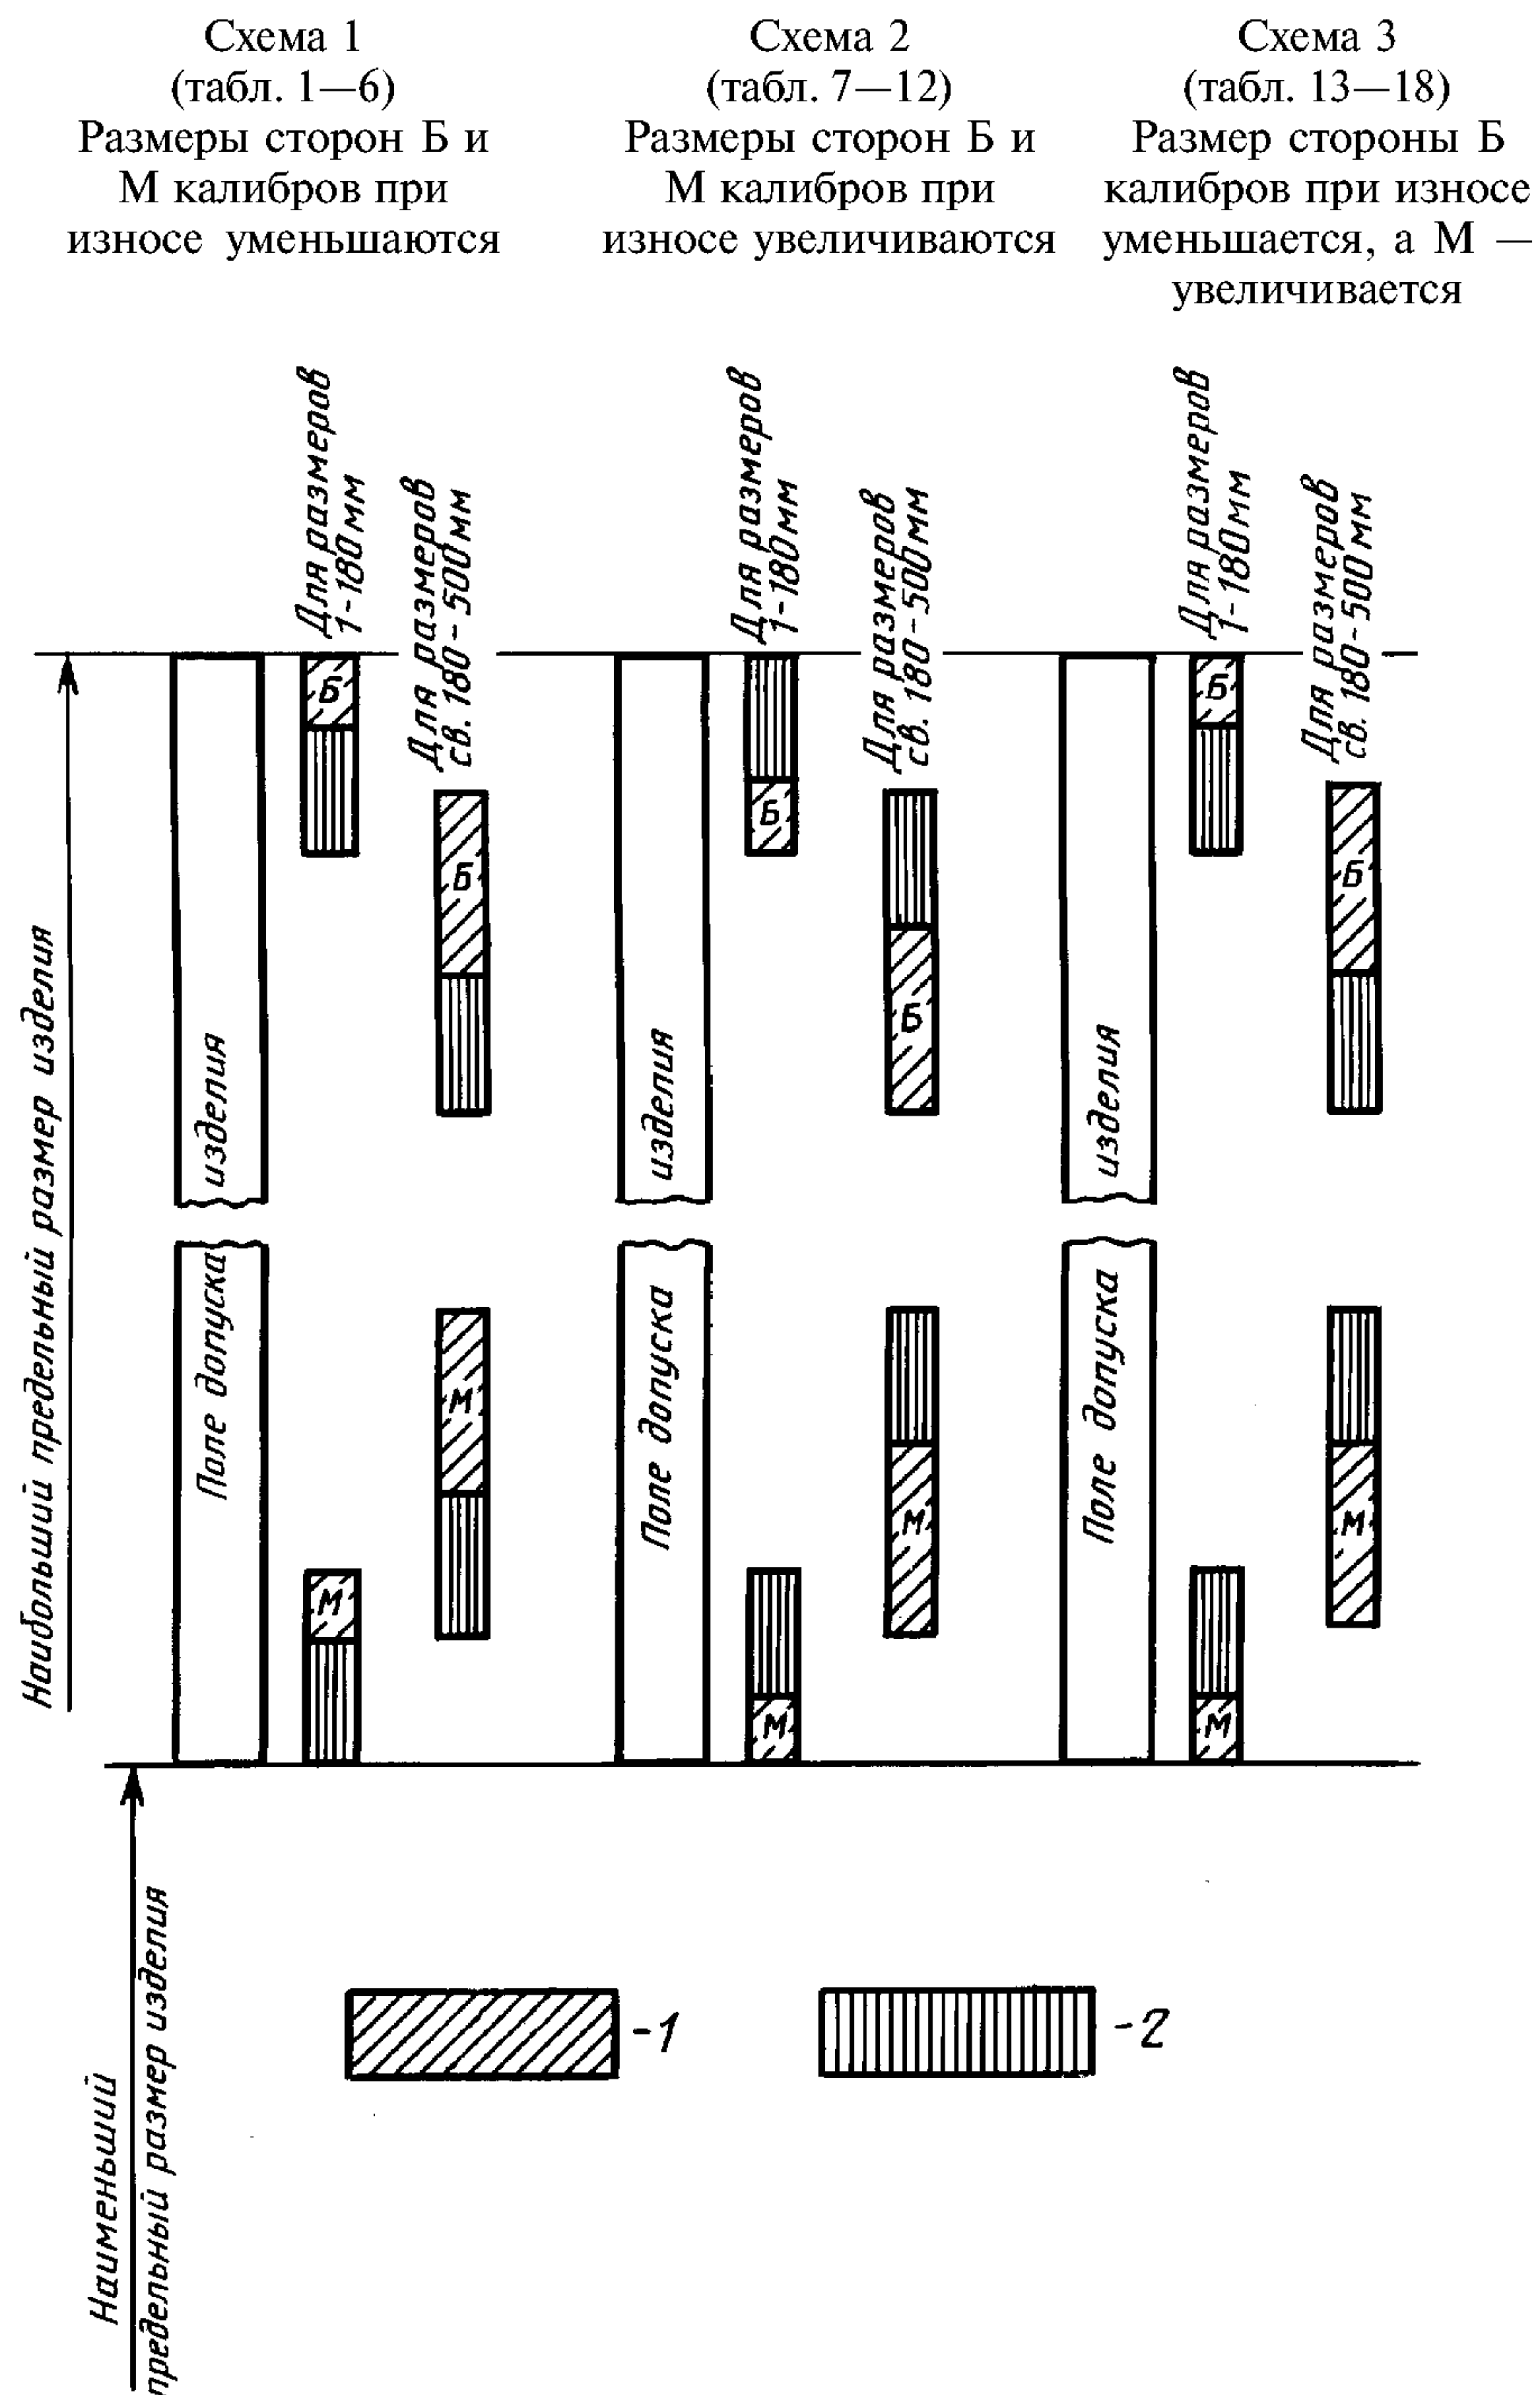 Схема 1
(табл. 1—6)
Размеры сторон Б и
М калибров при
износе уменьшаются
Схема 2
(табл. 7—12)
Размеры сторон Б и
М калибров при
износе увеличиваются
Схема 3
(табл. 13—18)
Размер стороны Б
калибров при износе
уменьшается, а М —
увеличивается
Для размеров
1-180мм
Для размеров
св. 180-500мм
Для размеров
1-180мм
Для размеров
св. 180-500мм
Для размеров
1-180мм
Для размеров
св. 180-500мм
Наибольший предельный размер изделия
Поле допуска изделия
Б
Б
М
М
Поле допуска изделия
Б
Б
М
М
Поле допуска изделия
Б
Б
М
М
Наименьший
предельный размер изделия
-1
-2